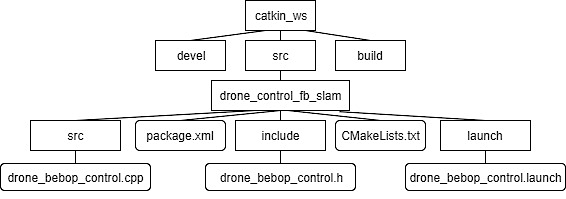 catkin_ws
devel
src
build
drone_control_fb_slam
src
package.xml
include
CMakeLists.txt
launch
drone_bebop_control.cpp
drone_bebop_control.h
drone_bebop_control.launch